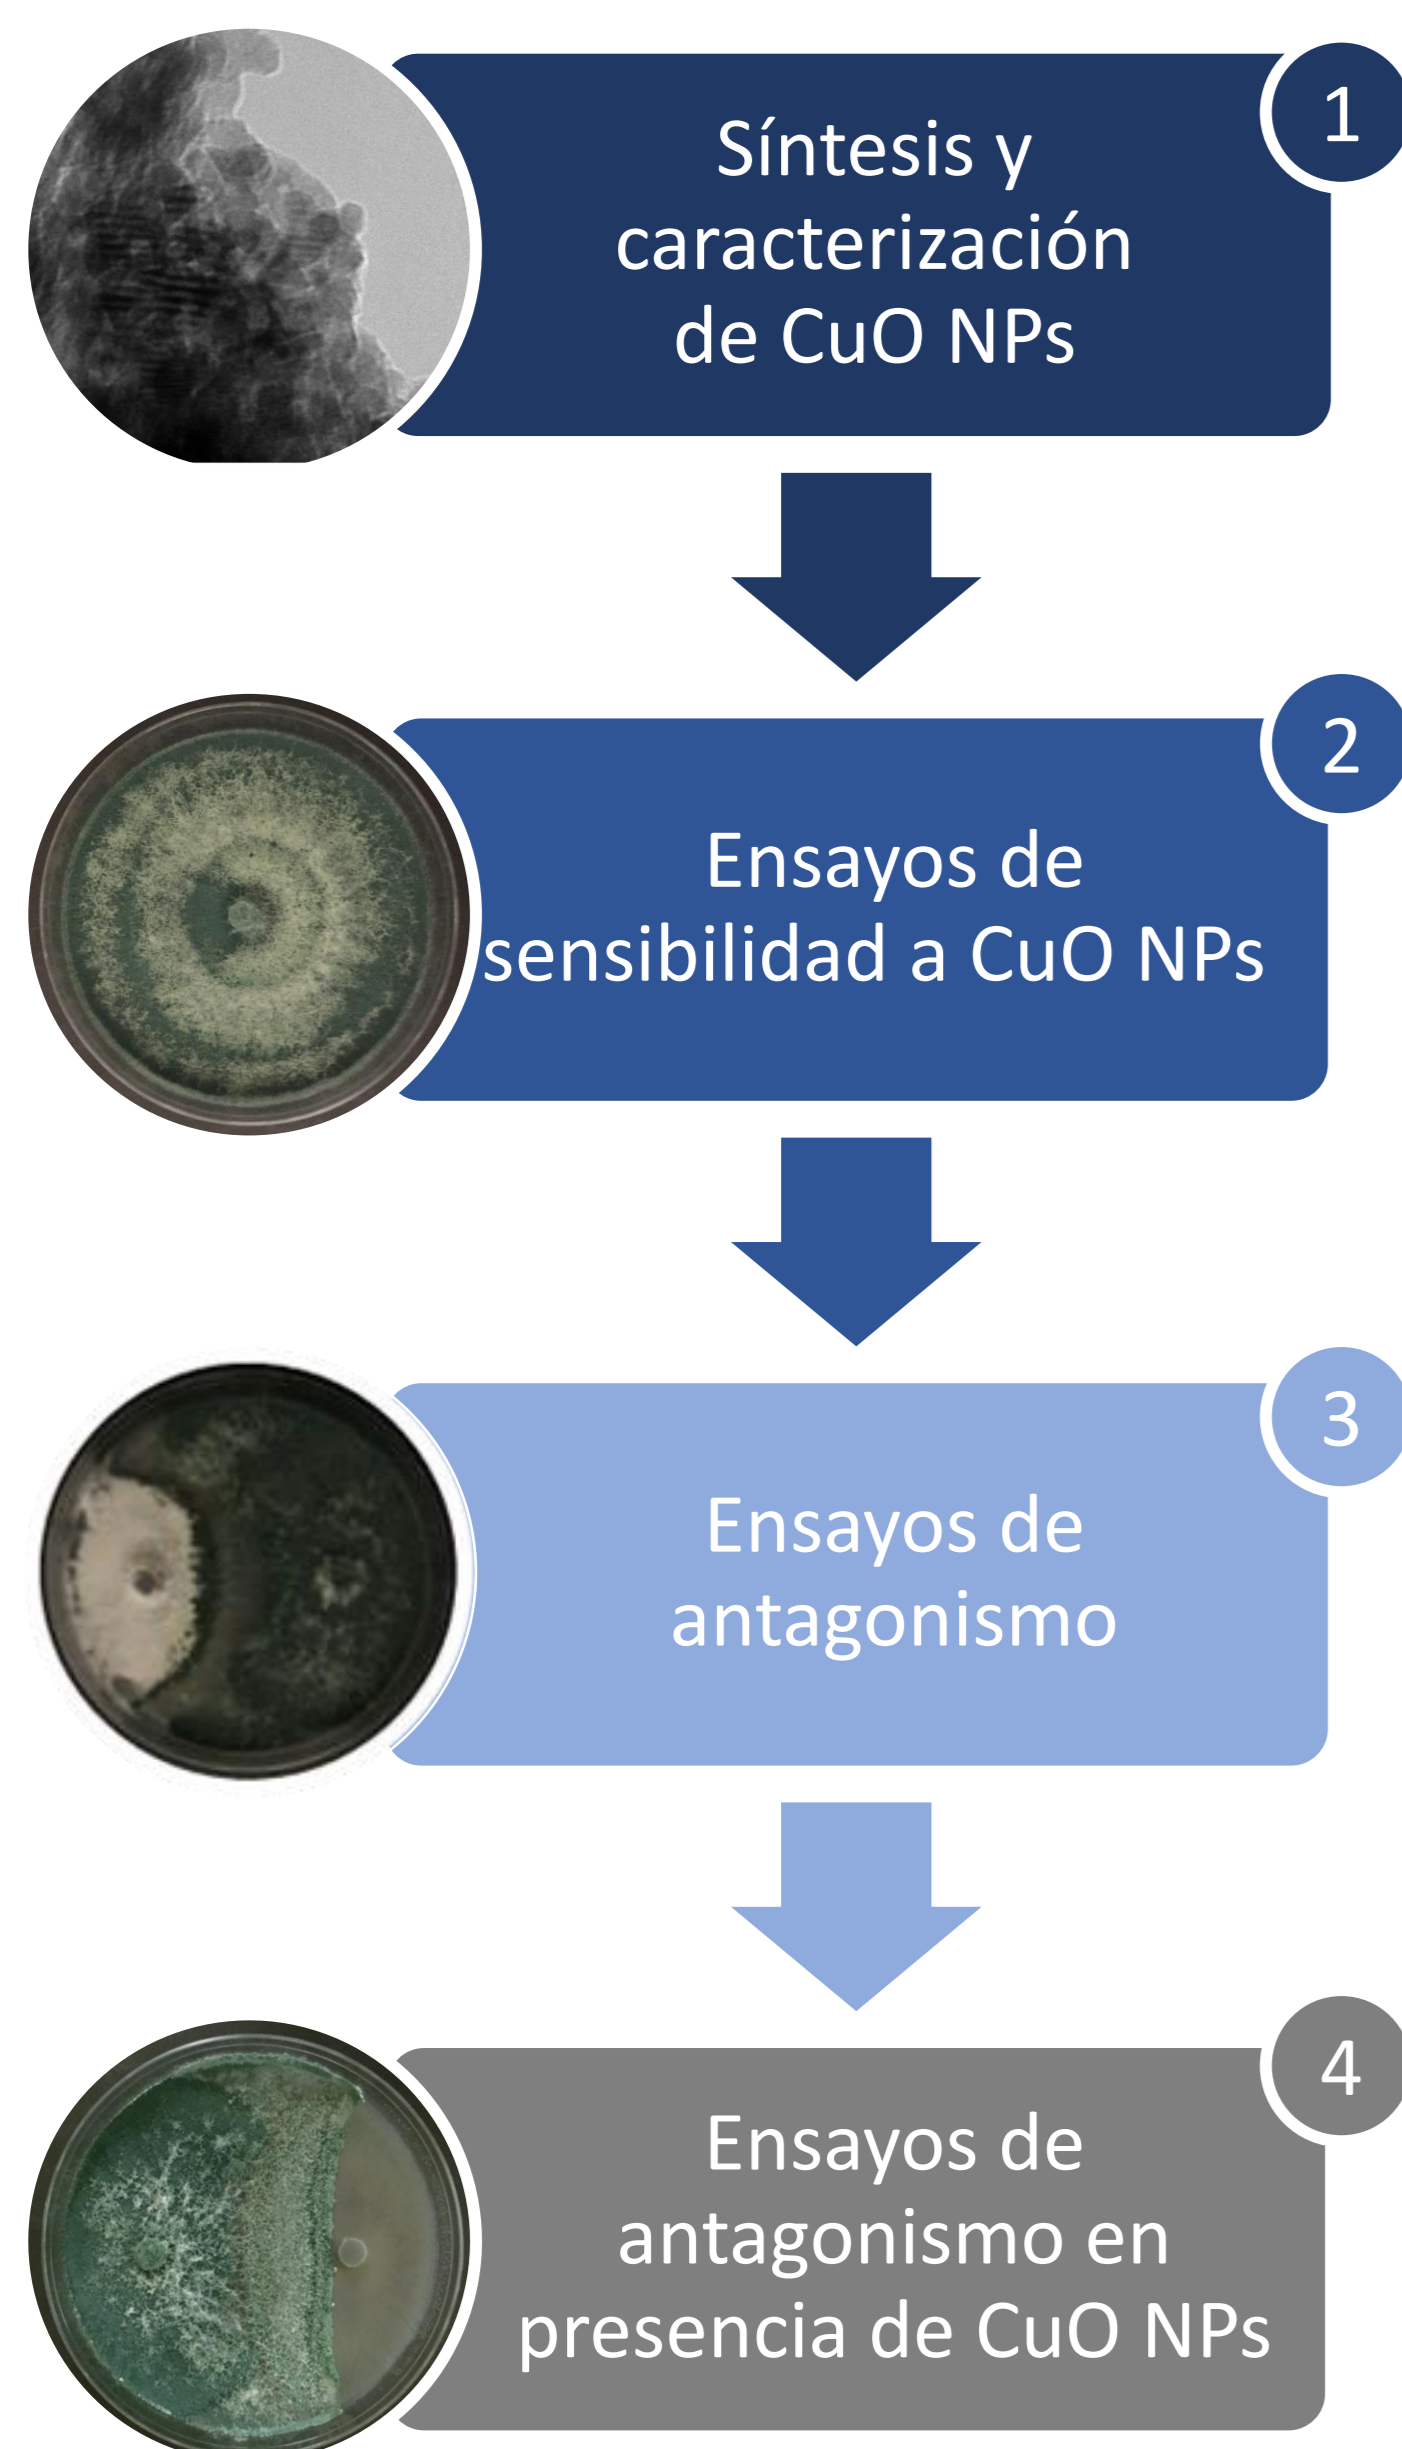 1
Síntesis y
caracterización
de CuO NPs
2
Ensayos de
sensibilidad a CuO NPs
3
Ensayos de
antagonismo
4
Ensayos de
antagonismo en
presencia de CuO NPs